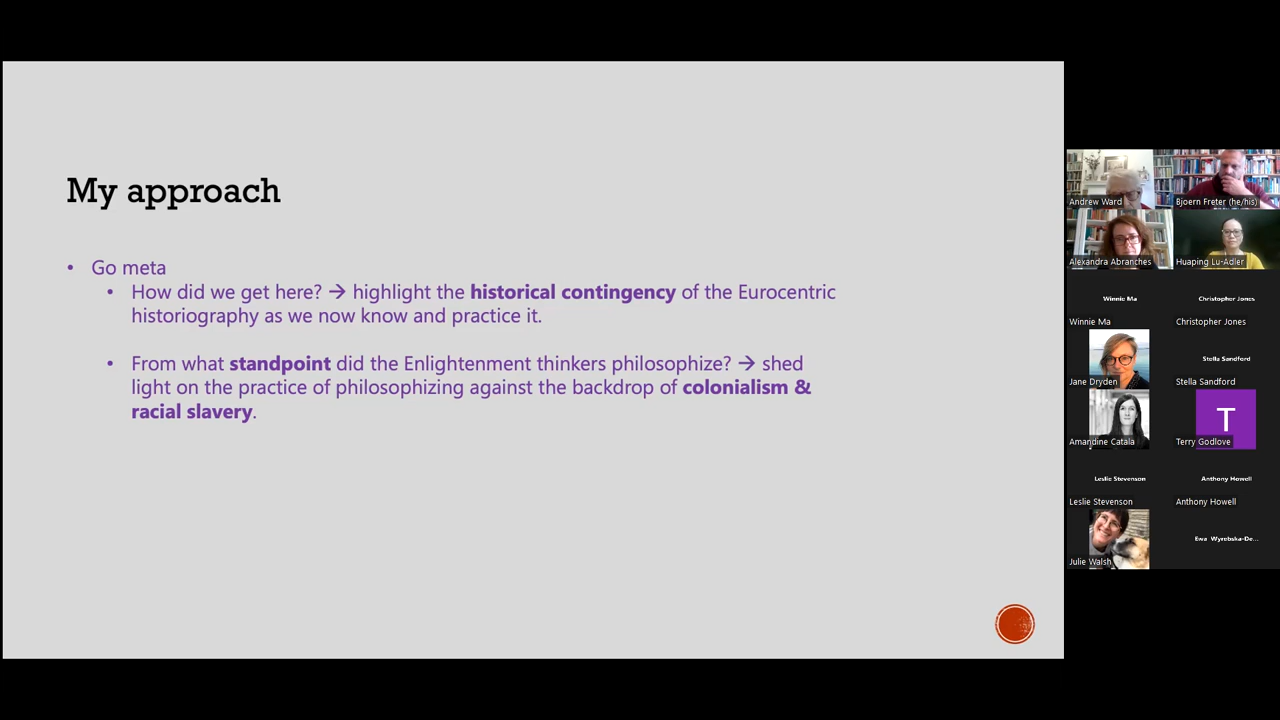 My approach
• Go meta
• How did we get here? → highlight the historical contingency of the Eurocentric
historiography as we now know and practice it.
• From what standpoint did the Enlightenment thinkers philosophize? → shed
light on the practice of philosophizing against the backdrop of colonialism &
racial slavery.
Andrew Ward
Bjoern Freter (he/his)
Alexandra Abranches
Huaping Lu-Adler
Winnie Ma
Winnie Ma
Christopher Jones
Christopher Jones
Jane Dryden
Stella Sandford
Stella Sandford
Amandine Catala
T
Terry Godlove
Leslie Stevenson
Leslie Stevenson
Anthony Howell
Anthony Howell
Julie Walsh
Ewa Wyrebska-De...